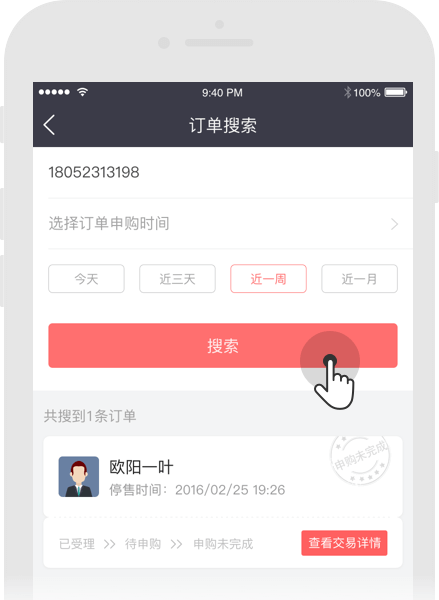 9:40 PM 100%
订单搜索
18052313198
选择订单申购时间
今天 近三天 近一周 近一月
搜索
共搜到1条订单
申购未完成
欧阳一叶
停售时间：2016/02/25 19:26
已受理 >> 待申购 >> 申购未完成
查看交易详情